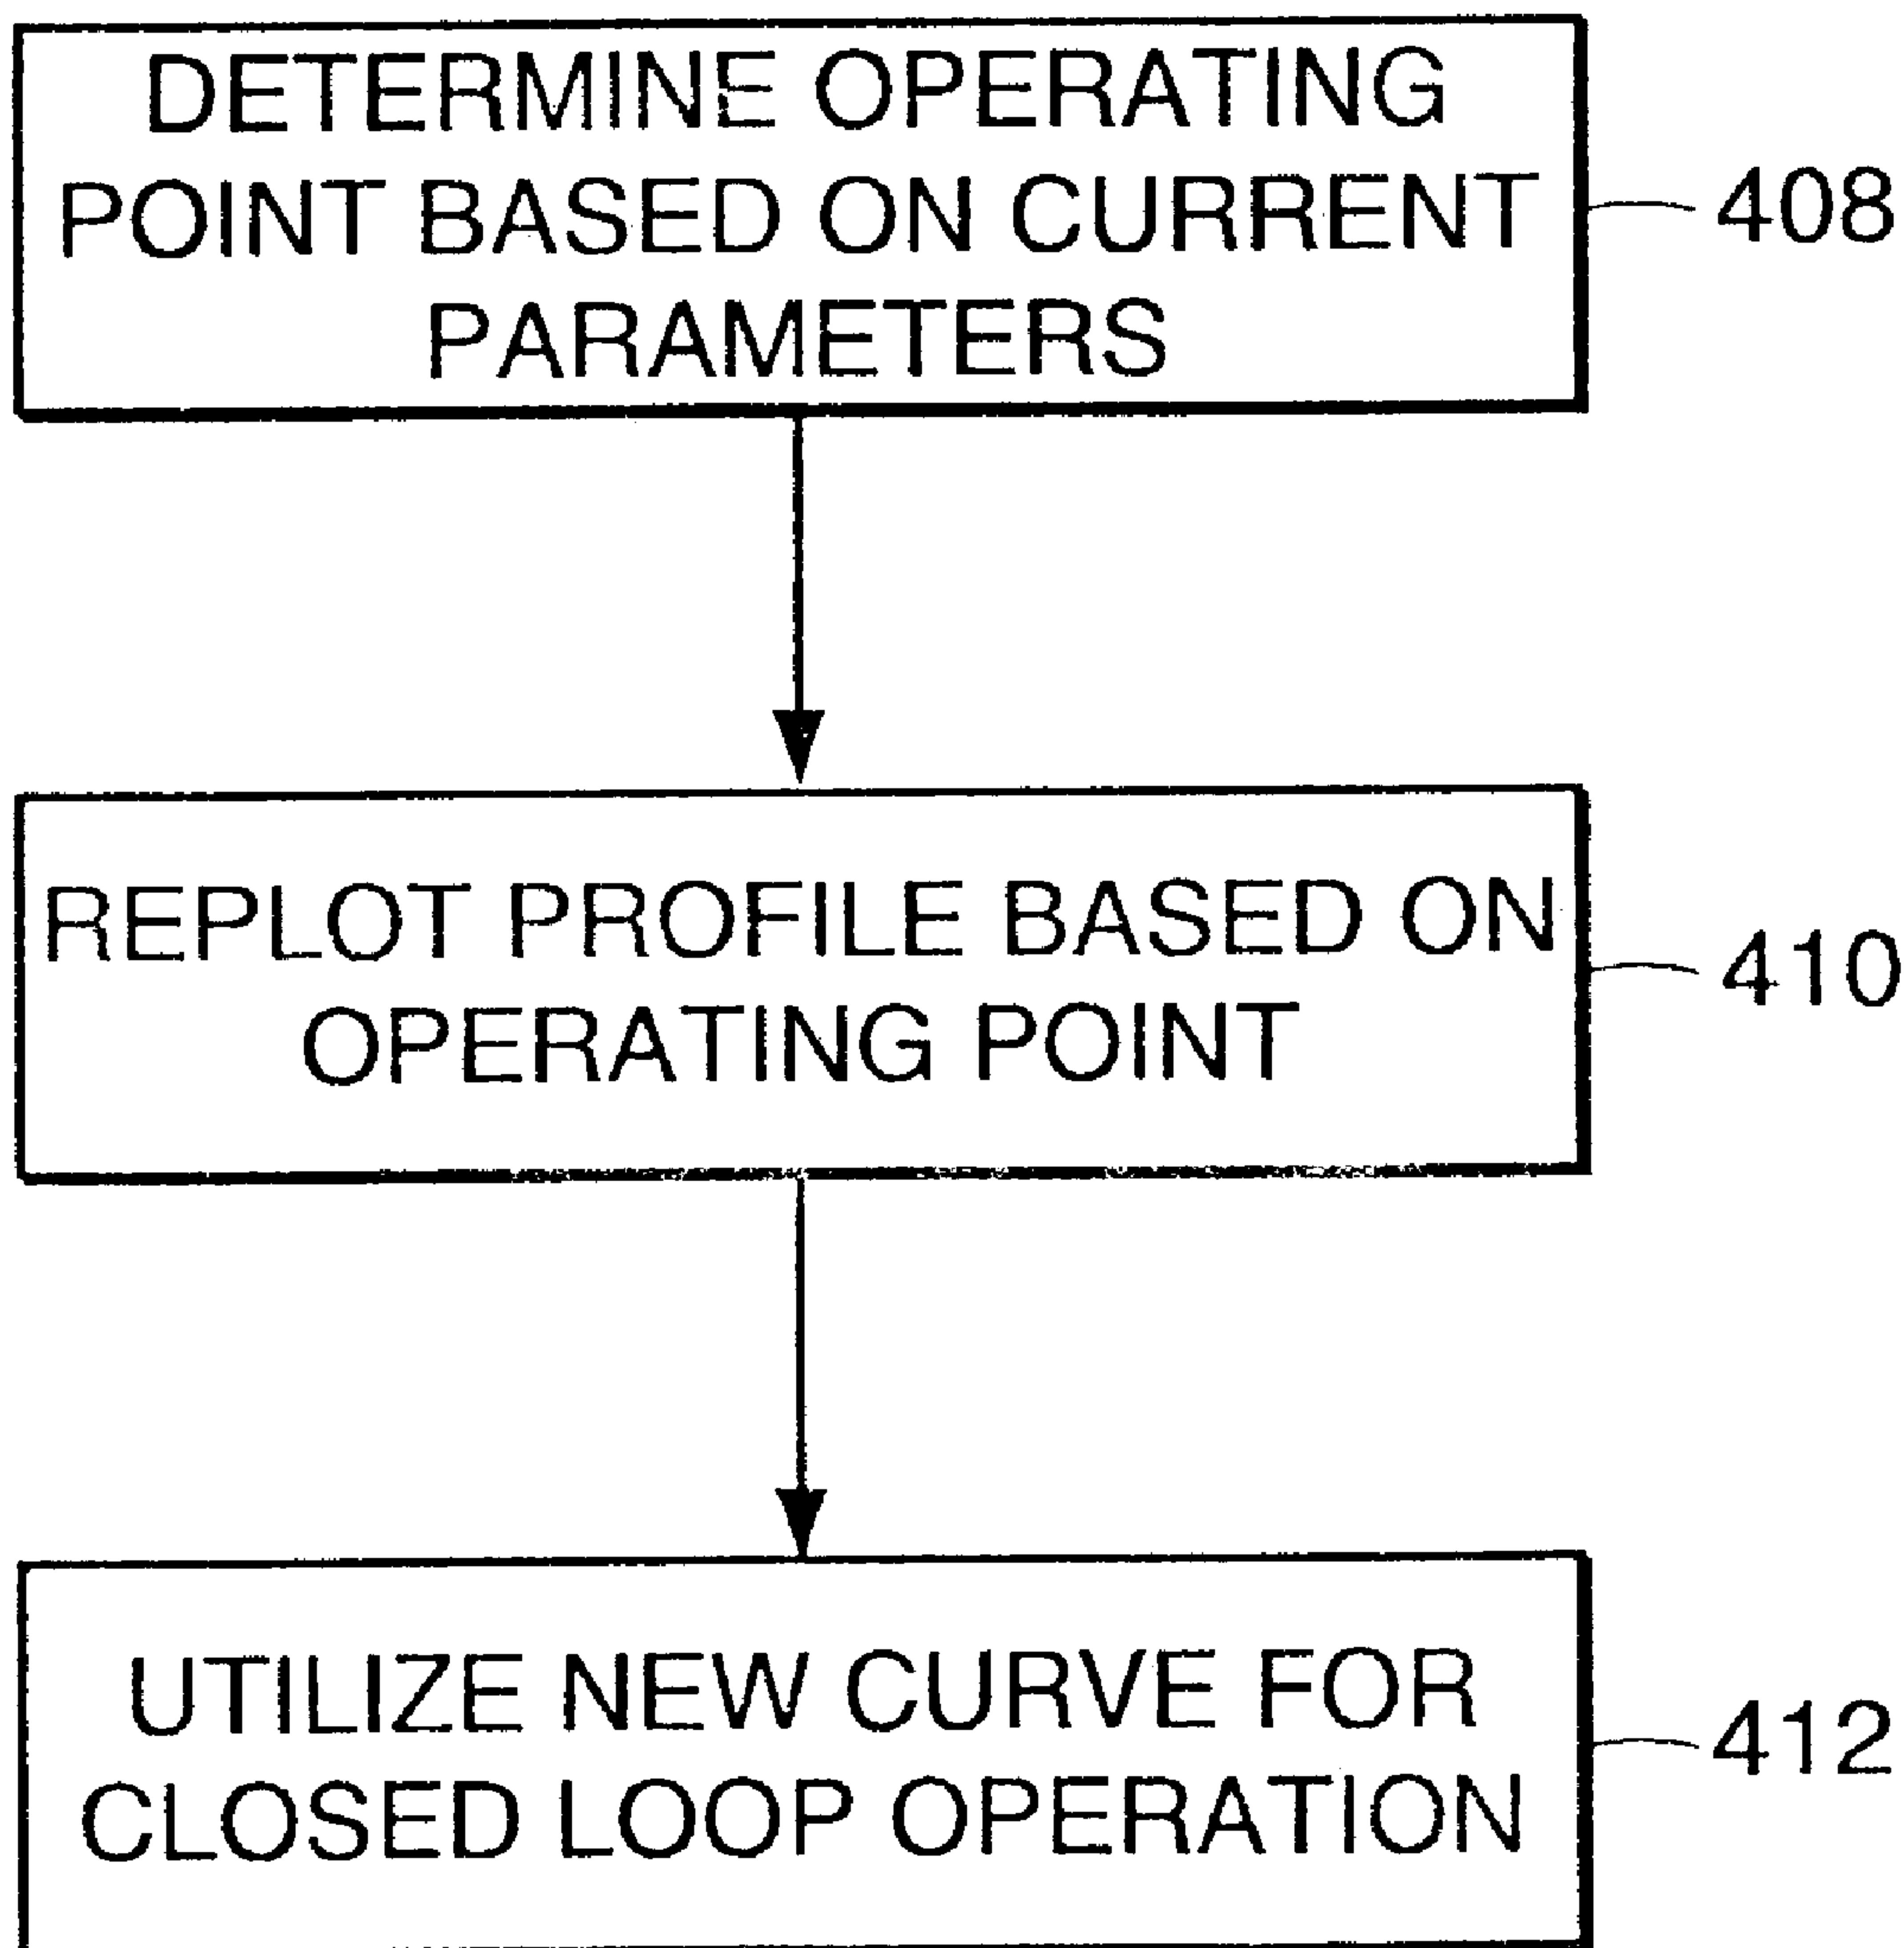 DETERMINE OPERATING
POINT BASED ON CURRENT
PARAMETERS
408
REPLOT PROFILE BASED ON
OPERATING POINT
410
UTILIZE NEW CURVE FOR
CLOSED LOOP OPERATION
412